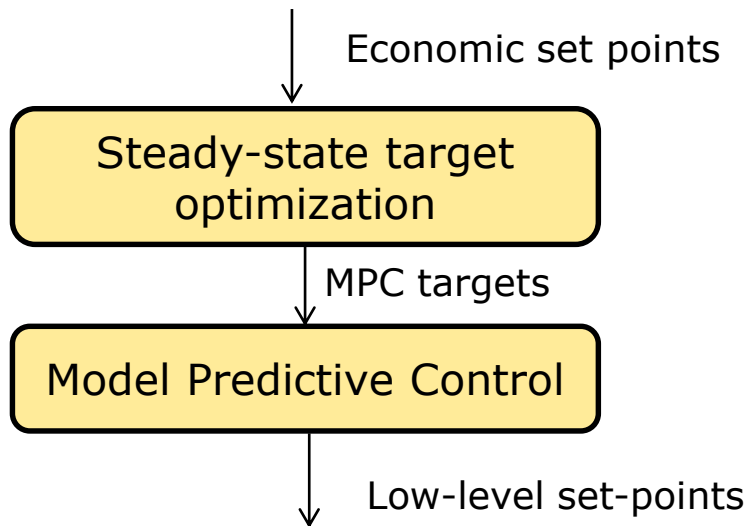 Economic set points
Steady-state target
optimization
MPC targets
Model Predictive Control
Low-level set-points